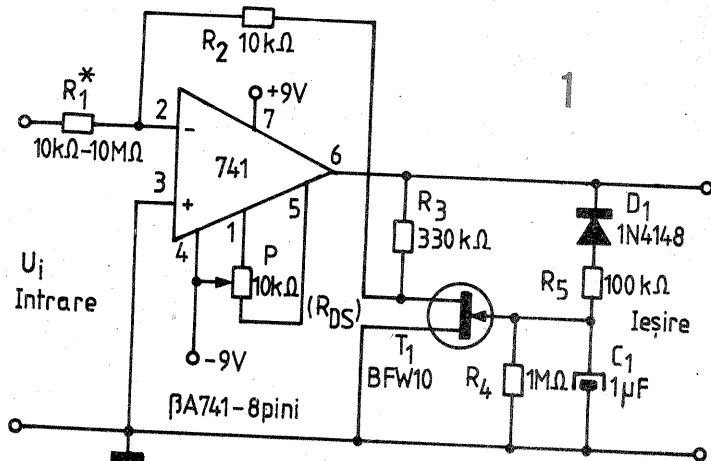 R2 10kΩ
1
R1*
10kΩ-10MΩ
+9V
2
7
-
741
6
3
+
5
4
1
P
10kΩ
(RDS)
R3
330kΩ
D1
1N4148
R5
100kΩ
Ui
Intrare
Ieșire
-9V
T1
BFW10
R4
1MΩ
C1
1µF
βA741-8pini